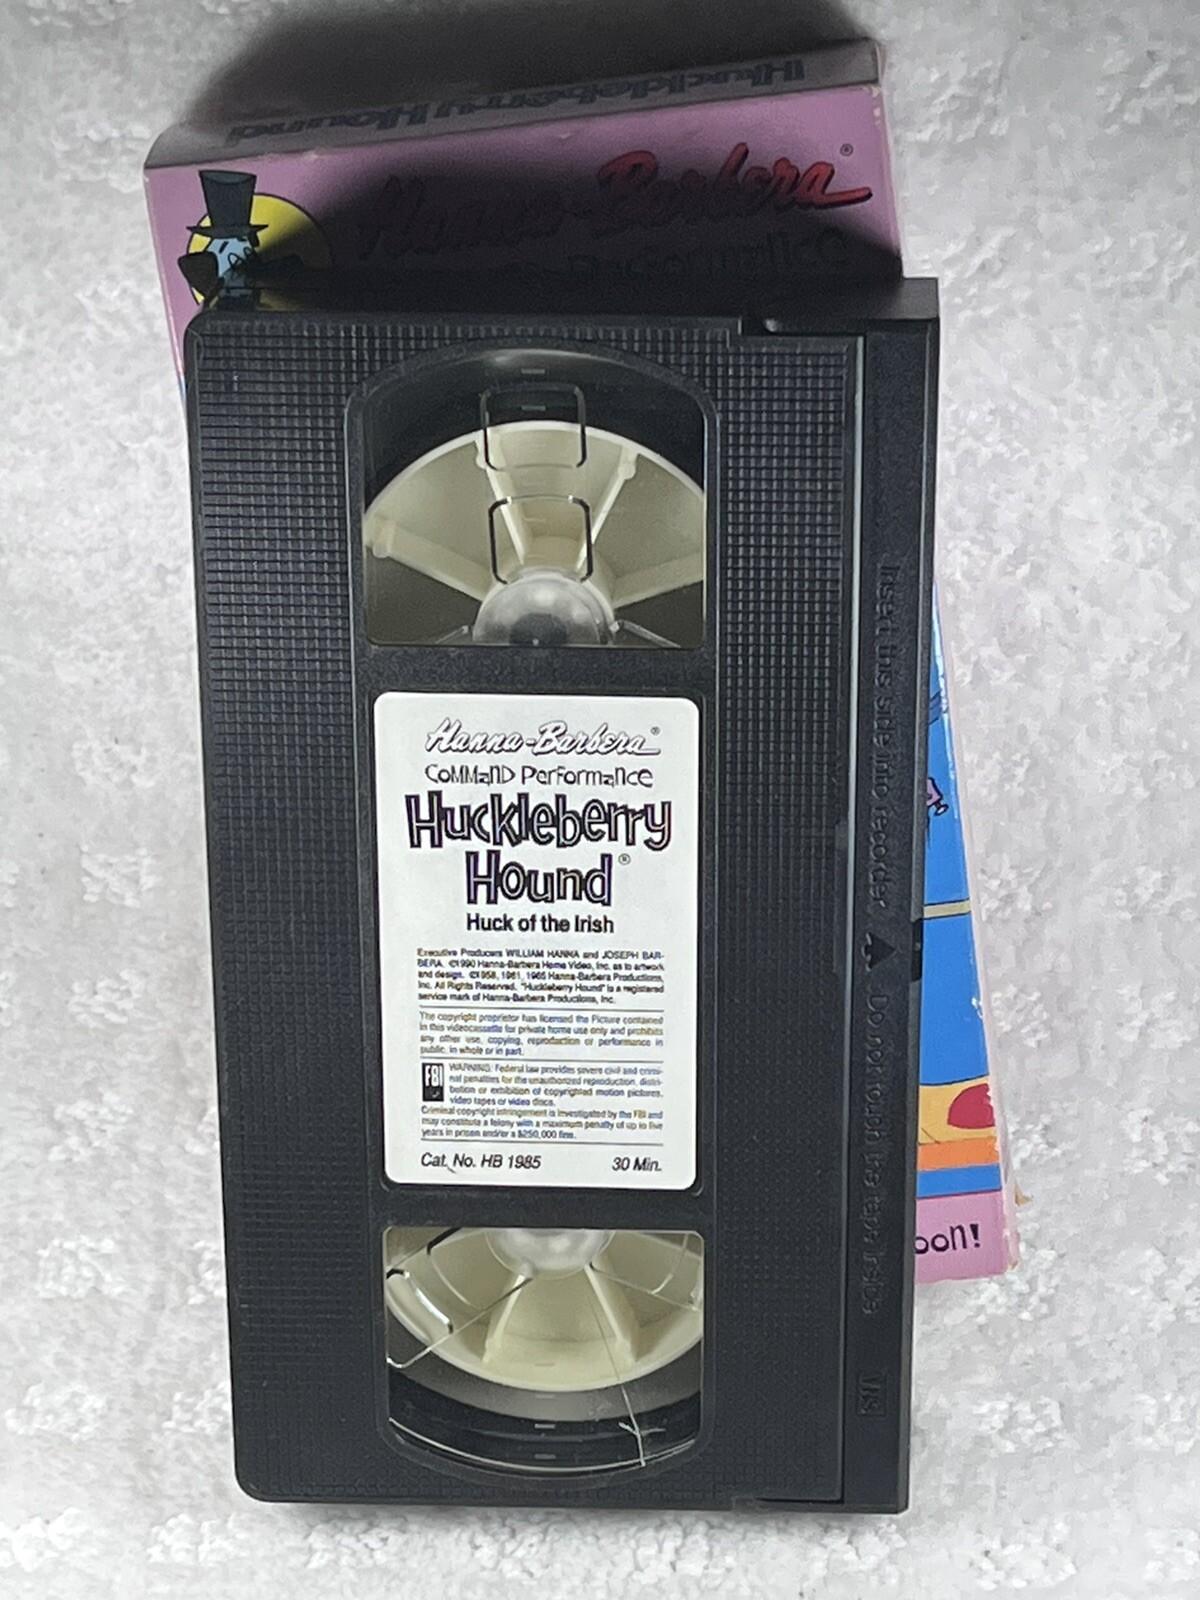 Huckleberry Hound
Hanna-Barbera®
Hanna-Barbera®
COMMAND PERFORMANCE
Huckleberry
Hound®
Huck of the Irish
Executive Producers WILLIAM HANNA and JOSEPH BAR-
BERA. ©1990 Hanna-Barbera Home Video, Inc. as to artwork
and design. ©1958, 1961, 1965 Hanna-Barbera Productions,
Inc. All Rights Reserved. "Huckleberry Hound" is a registered
service mark of Hanna-Barbera Productions, Inc.
The copyright proprietor has licensed the Picture contained
in this videocassette for private home use only and prohibits
any other use, copying, reproduction or performance in
public, in whole or in part.
FBI
WARNING: Federal law provides severe civil and crimi-
nal penalties for the unauthorized reproduction, distri-
bution or exhibition of copyrighted motion pictures,
video tapes or video discs.
Criminal copyright infringement is investigated by the FBI and
may constitute a felony with a maximum penalty of up to five
years in prison and/or a $250,000 fine.
Cat. No. HB 1985 30 Min.
Insert this side into recorder ▲ Do not touch the tape inside
VHS
oon!